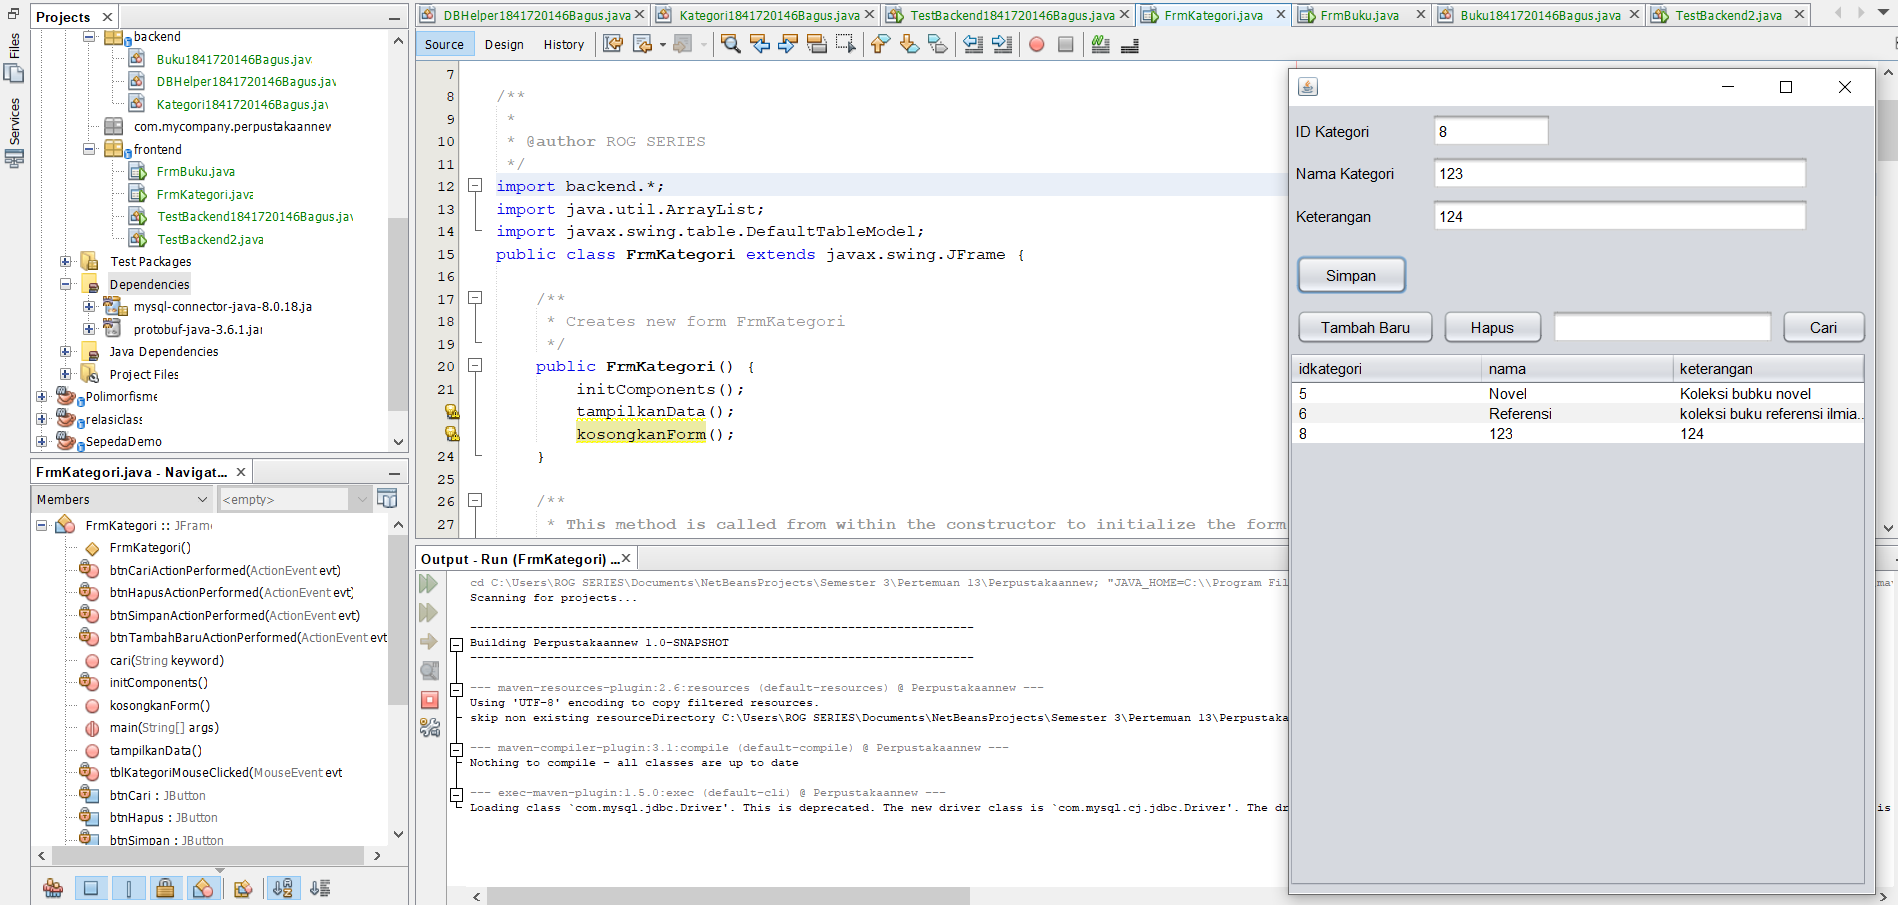 Projects
Files
Services
backend
Buku1841720146Bagus.jav
DBHelper1841720146Bagus.jav
Kategori1841720146Bagus.jav
com.mycompany.perpustakaannew
frontend
FrmBuku.java
FrmKategori.java
TestBackend1841720146Bagus.jav
TestBackend2.java
Test Packages
Dependencies
mysql-connector-java-8.0.18.ja
protobuf-java-3.6.1.jar
Java Dependencies
Project Files
Polimorfisme
relasiclass
SepedaDemo
FrmKategori.java - Navigat...
Members
<empty>
FrmKategori :: JFrame
FrmKategori()
btnCariActionPerformed(ActionEvent evt)
btnHapusActionPerformed(ActionEvent evt)
btnSimpanActionPerformed(ActionEvent evt)
btnTambahBaruActionPerformed(ActionEvent evt
cari(String keyword)
initComponents()
kosongkanForm()
main(String[] args)
tampilkanData()
tblKategoriMouseClicked(MouseEvent evt
btnCari : JButton
btnHapus : JButton
btnSimpan : JButton
DBHelper1841720146Bagus.java
Kategori1841720146Bagus.java
TestBackend1841720146Bagus.java
FrmKategori.java
FrmBuku.java
Buku1841720146Bagus.java
TestBackend2.java
Source Design History
7
8 /**
9 *
10 * @author ROG SERIES
11 */
12 import backend.*;
13 import java.util.ArrayList;
14 import javax.swing.table.DefaultTableModel;
15 public class FrmKategori extends javax.swing.JFrame {
16
17 /**
18 * Creates new form FrmKategori
19 */
20 public FrmKategori() {
21 initComponents();
tampilkanData();
kosongkanForm();
24 }
25
26 /**
27 * This method is called from within the constructor to initialize the form
Output - Run (FrmKategori) ...
cd C:\Users\ROG SERIES\Documents\NetBeansProjects\Semester 3\Pertemuan 13\Perpustakaannew; "JAVA_HOME=C:\\Program Fil
ma
Scanning for projects...
------------------------------------------------------------------------
Building Perpustakaannew 1.0-SNAPSHOT
------------------------------------------------------------------------
--- maven-resources-plugin:2.6:resources (default-resources) @ Perpustakaannew ---
Using 'UTF-8' encoding to copy filtered resources.
skip non existing resourceDirectory C:\Users\ROG SERIES\Documents\NetBeansProjects\Semester 3\Pertemuan 13\Perpustaka
--- maven-compiler-plugin:3.1:compile (default-compile) @ Perpustakaannew ---
Nothing to compile - all classes are up to date
--- exec-maven-plugin:1.5.0:exec (default-cli) @ Perpustakaannew ---
Loading class `com.mysql.jdbc.Driver'. This is deprecated. The new driver class is `com.mysql.cj.jdbc.Driver'. The dr
is
ID Kategori 8
Nama Kategori 123
Keterangan 124
Simpan
Tambah Baru Hapus Cari
idkategori nama keterangan
5 Novel Koleksi bubku novel
6 Referensi koleksi buku referensi ilmia...
8 123 124